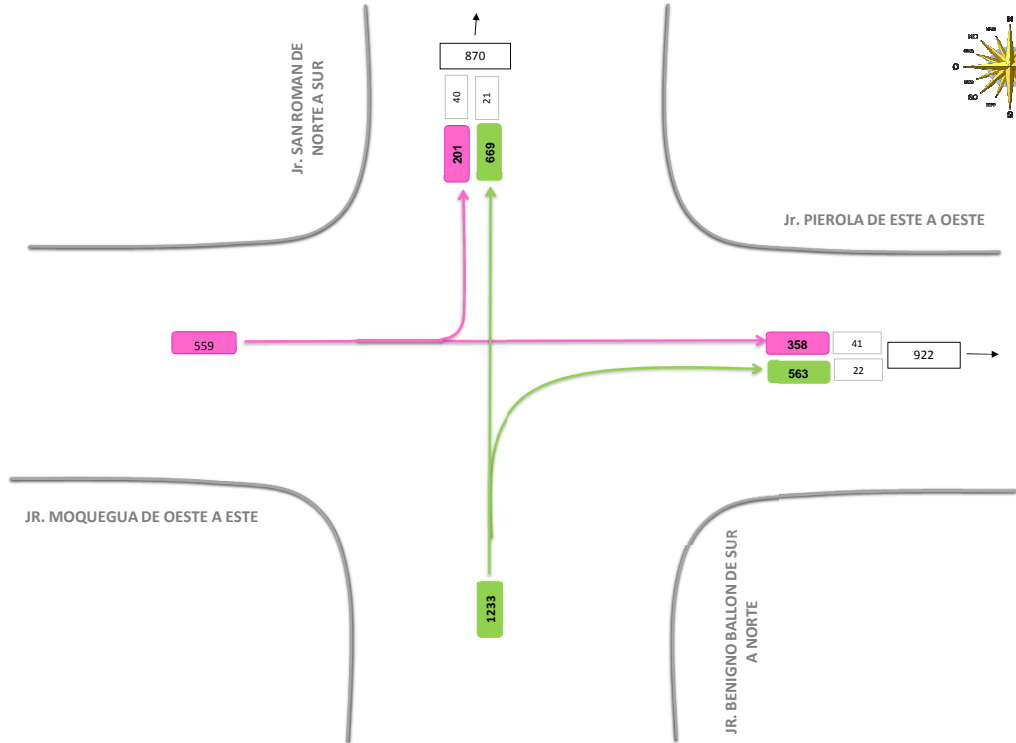 870
40
21
201
669
Jr. SAN ROMAN DE
NORTE A SUR
N
O
Jr. PIEROLA DE ESTE A OESTE
559
358
41
922
563
22
JR. MOQUEGUA DE OESTE A ESTE
1233
JR. BENIGNO BALLON DE SUR
A NORTE